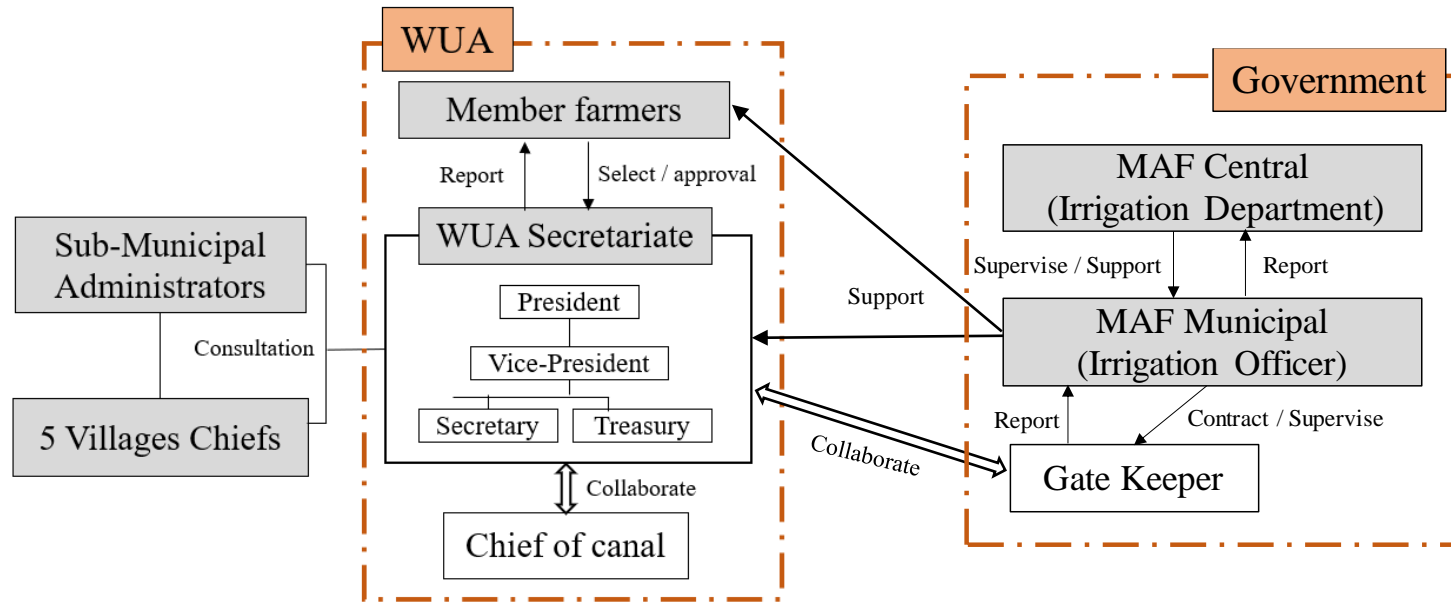 WUA
Government
Member farmers
Report
Select / approval
MAF Central
(Irrigation Department)
Sub-Municipal
Administrators
WUA Secretariate
Supervise / Support
Report
President
Support
MAF Municipal
(Irrigation Officer)
Consultation
Vice-President
5 Villages Chiefs
Secretary
Treasury
Report
Contract / Supervise
Collaborate
Gate Keeper
Collaborate
Chief of canal